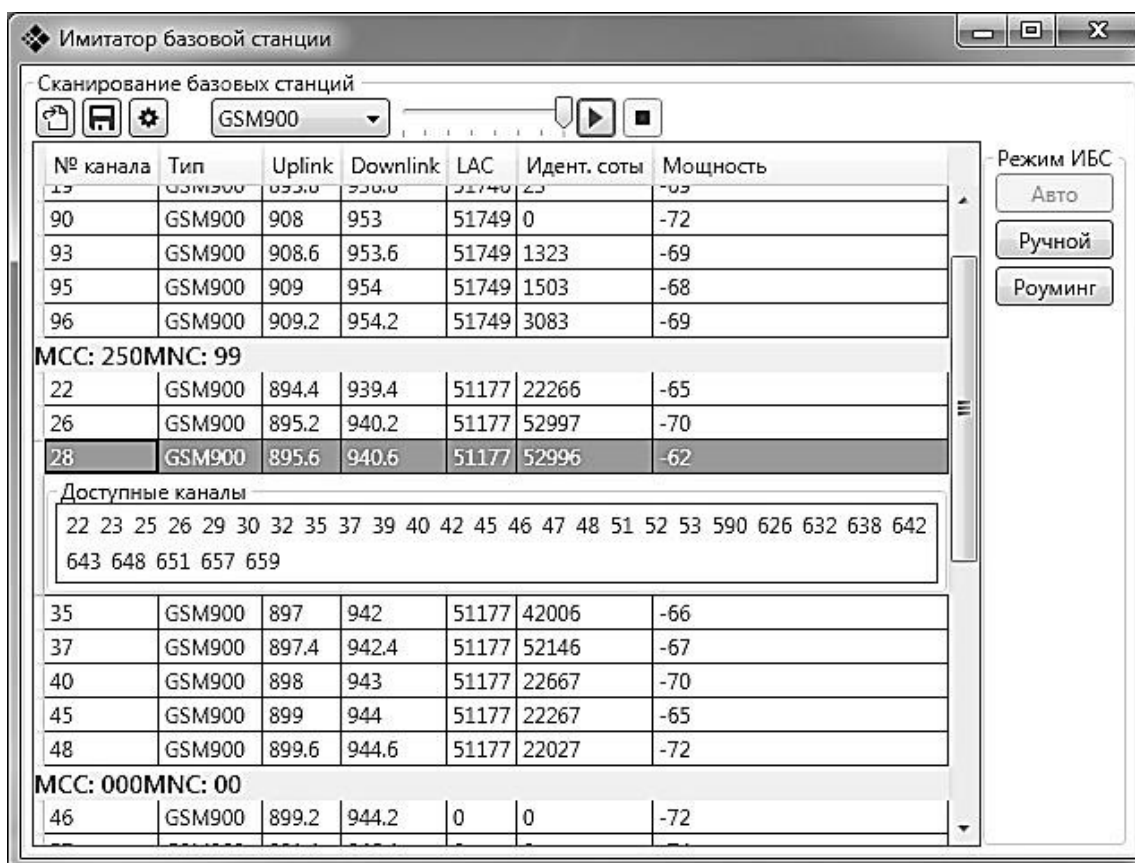 Имитатор базовой станции
Сканирование базовых станций
GSM900
Режим ИБС
Авто
Ручной
Роуминг
№ канала Тип Uplink Downlink LAC Идент. соты Мощность
90 GSM900 908 953 51749 0 -72
93 GSM900 908.6 953.6 51749 1323 -69
95 GSM900 909 954 51749 1503 -68
96 GSM900 909.2 954.2 51749 3083 -69
MCC: 250MNC: 99
22 GSM900 894.4 939.4 51177 22266 -65
26 GSM900 895.2 940.2 51177 52997 -70
28 GSM900 895.6 940.6 51177 52996 -62
Доступные каналы
22 23 25 26 29 30 32 35 37 39 40 42 45 46 47 48 51 52 53 590 626 632 638 642
643 648 651 657 659
35 GSM900 897 942 51177 42006 -66
37 GSM900 897.4 942.4 51177 52146 -67
40 GSM900 898 943 51177 22667 -70
45 GSM900 899 944 51177 22267 -65
48 GSM900 899.6 944.6 51177 22027 -72
MCC: 000MNC: 00
46 GSM900 899.2 944.2 0 0 -72